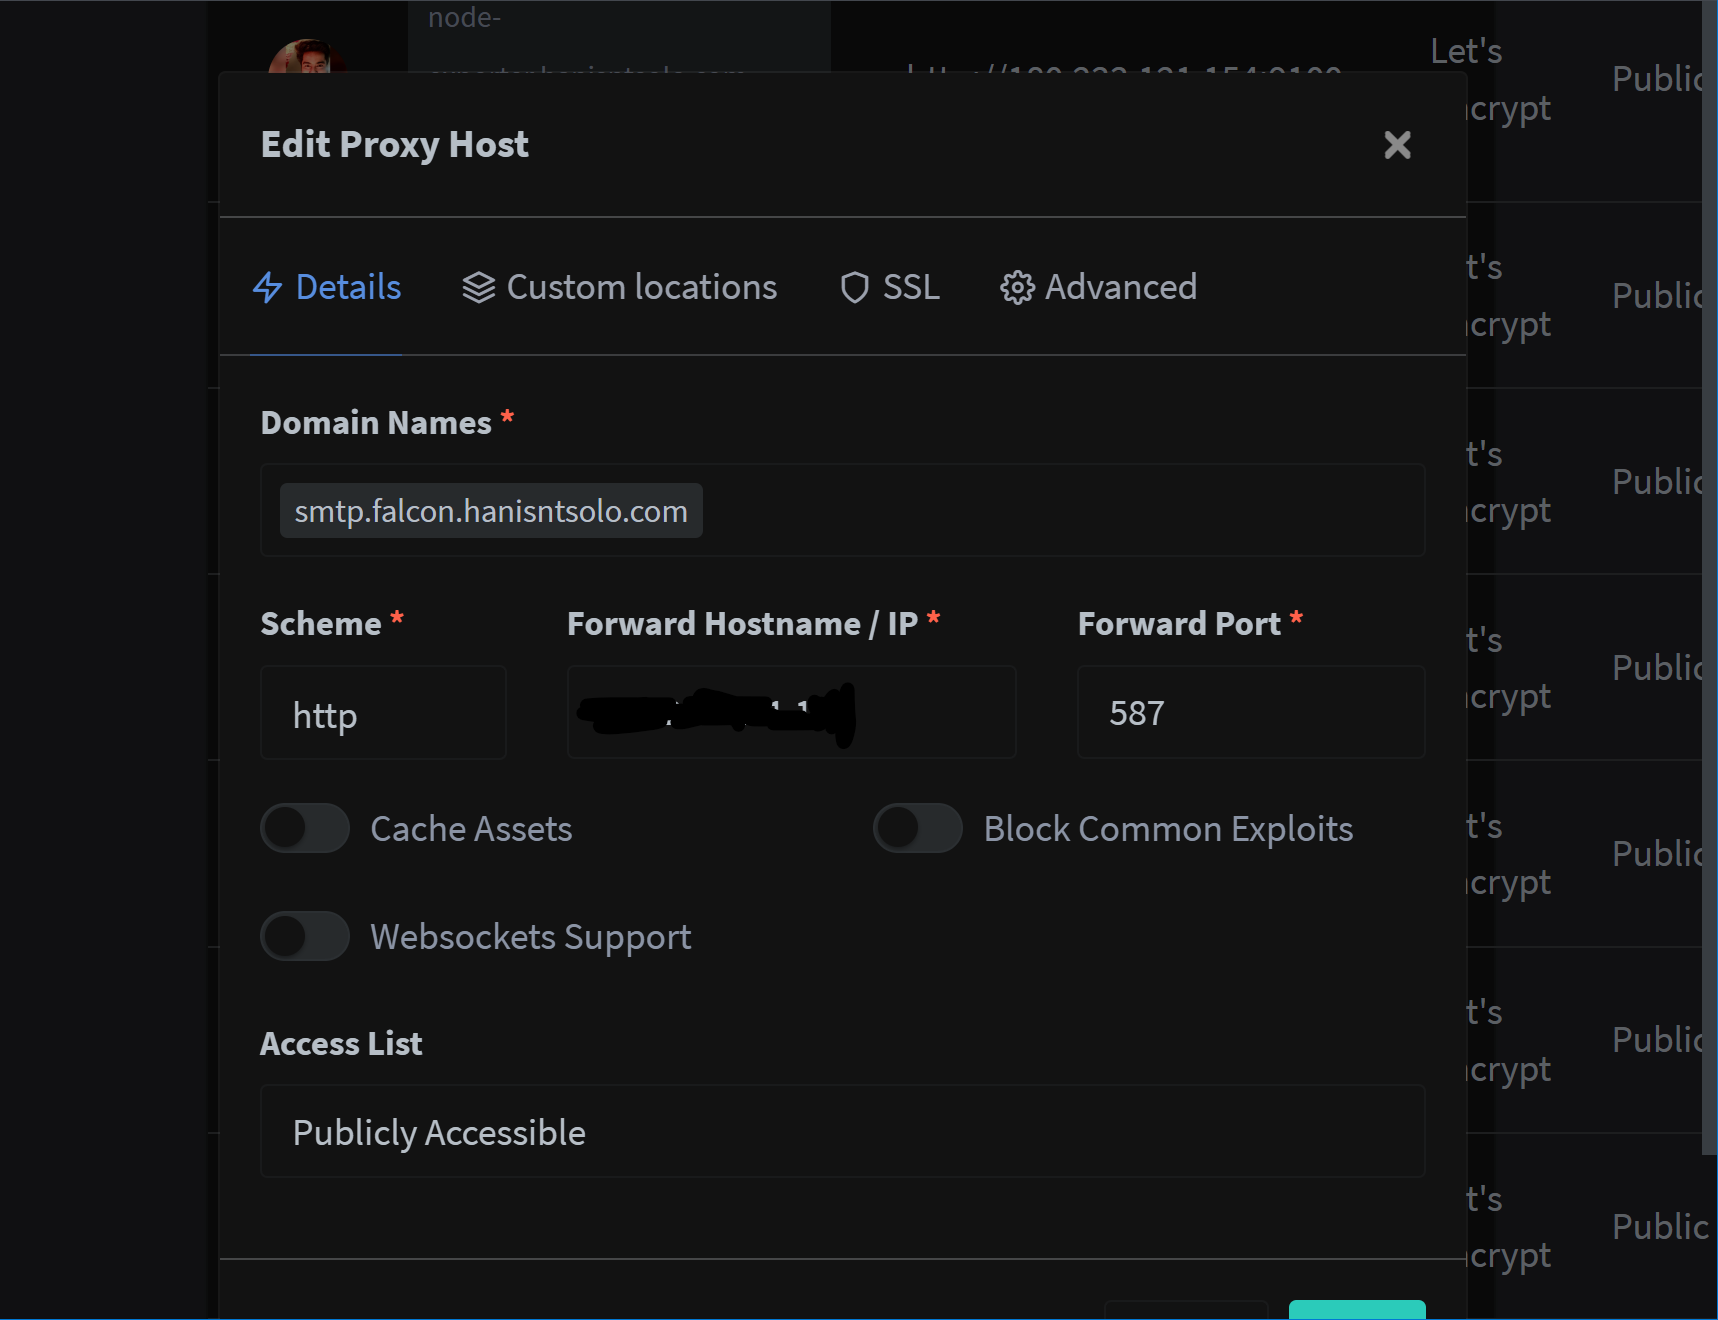 node-
Let's
Public
crypt
Edit Proxy Host
Details Custom locations SSL Advanced
t's
Public
crypt
Domain Names *
smtp.falcon.hanisntsolo.com
t's
Public
crypt
Scheme * Forward Hostname / IP * Forward Port *
http 587
t's
Public
crypt
Cache Assets Block Common Exploits
t's
Public
crypt
Websockets Support
Access List
Publicly Accessible
t's
Public
crypt
t's
Public
crypt